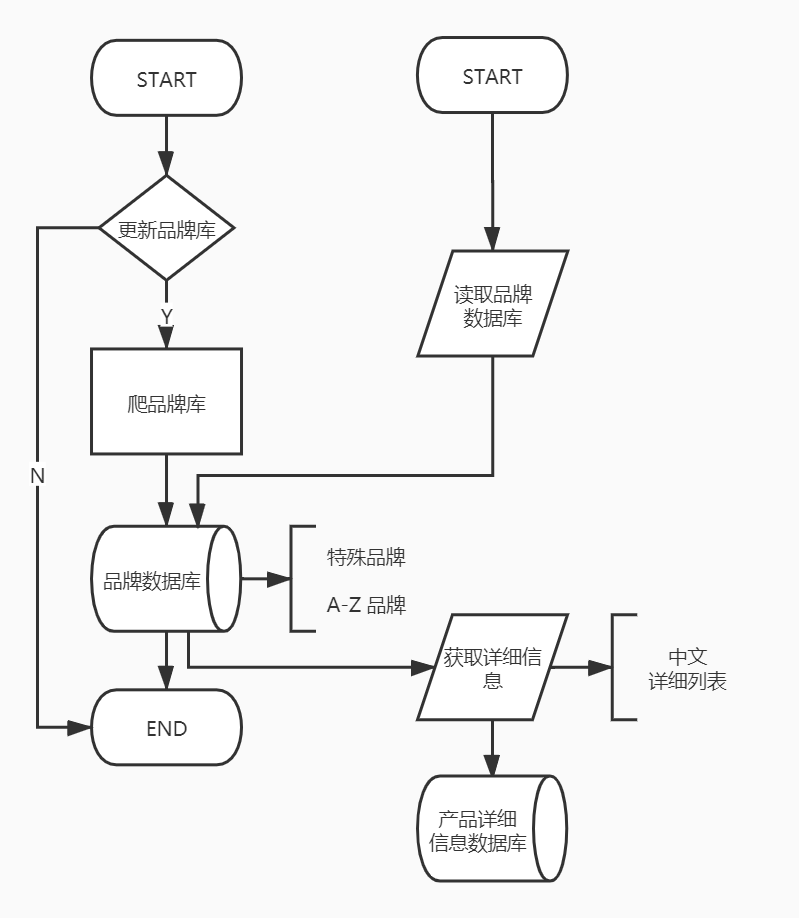 START
START
更新品牌库
Y
读取品牌
数据库
爬品牌库
N
品牌数据库
特殊品牌
A-Z 品牌
获取详细信
息
中文
详细列表
END
产品详细
信息数据库